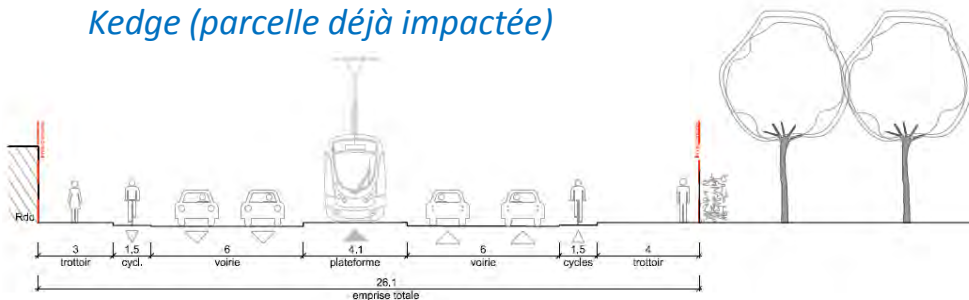 Kedge (parcelle déjà impactée)
Rdc
3 1,5 6 4,1 6 1,5 4
trottoir cycl. voirie plateforme voirie cycles trottoir
26,1
emprise totale